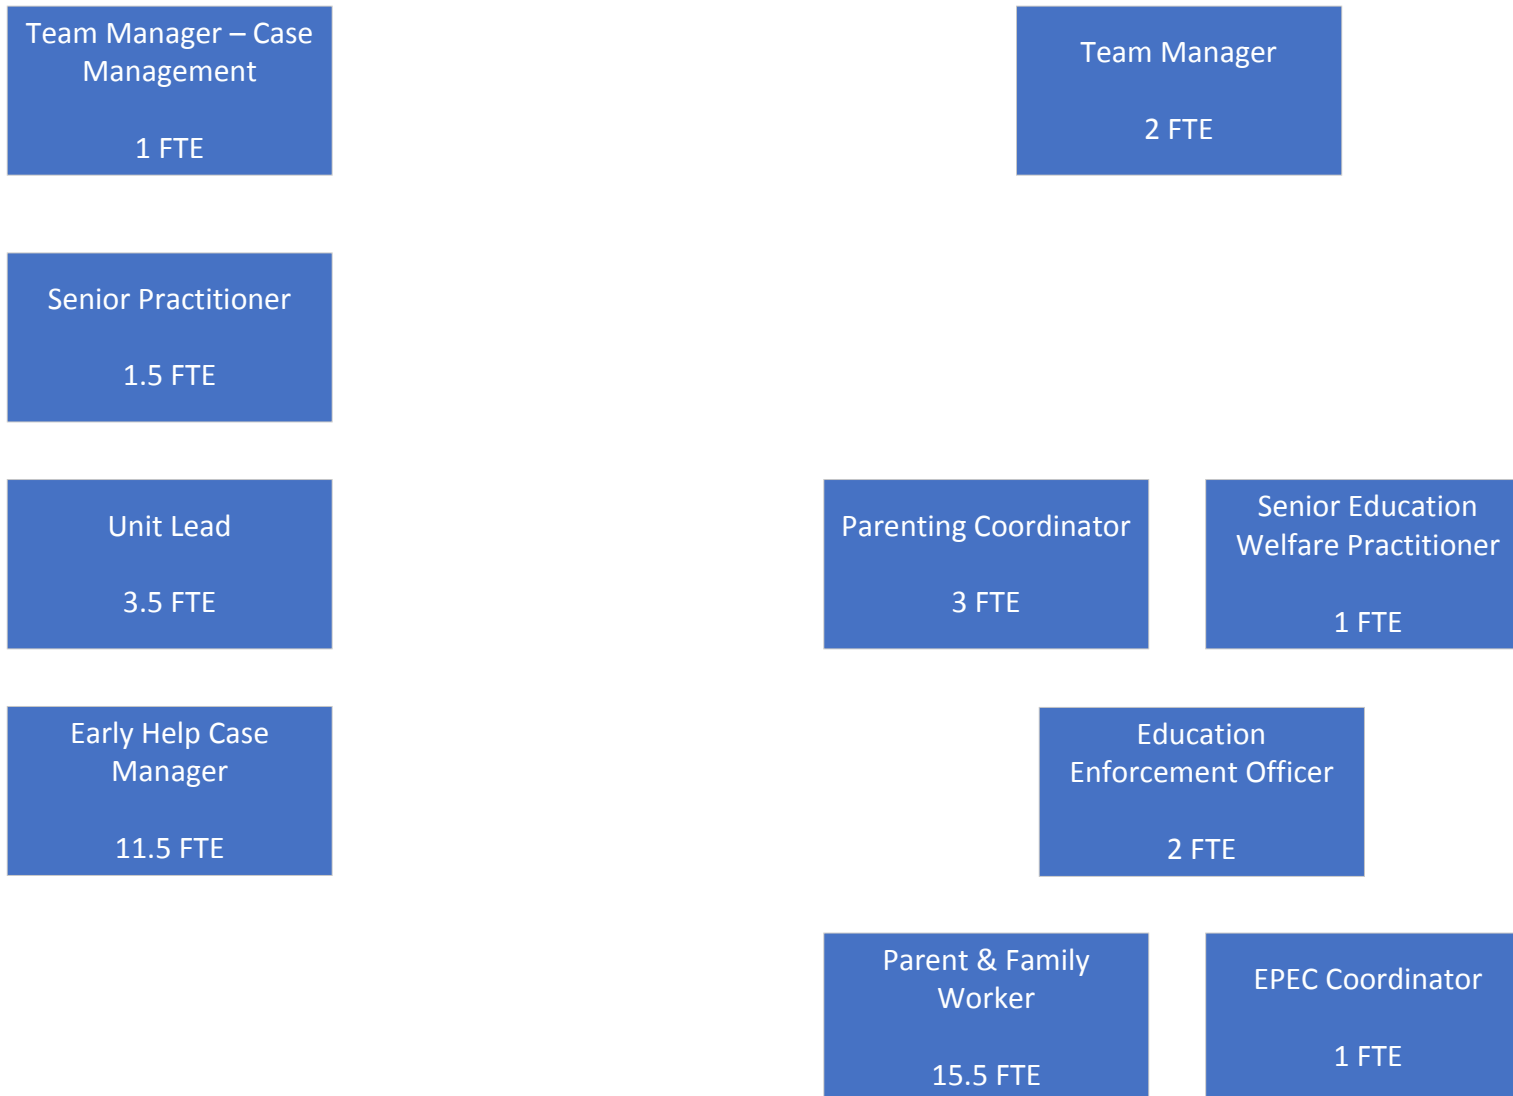 Team Manager – Case
Management
1 FTE
Team Manager
2 FTE
Senior Practitioner
1.5 FTE
Unit Lead
3.5 FTE
Parenting Coordinator
3 FTE
Senior Education
Welfare Practitioner
1 FTE
Early Help Case
Manager
11.5 FTE
Education
Enforcement Officer
2 FTE
Parent & Family
Worker
15.5 FTE
EPEC Coordinator
1 FTE